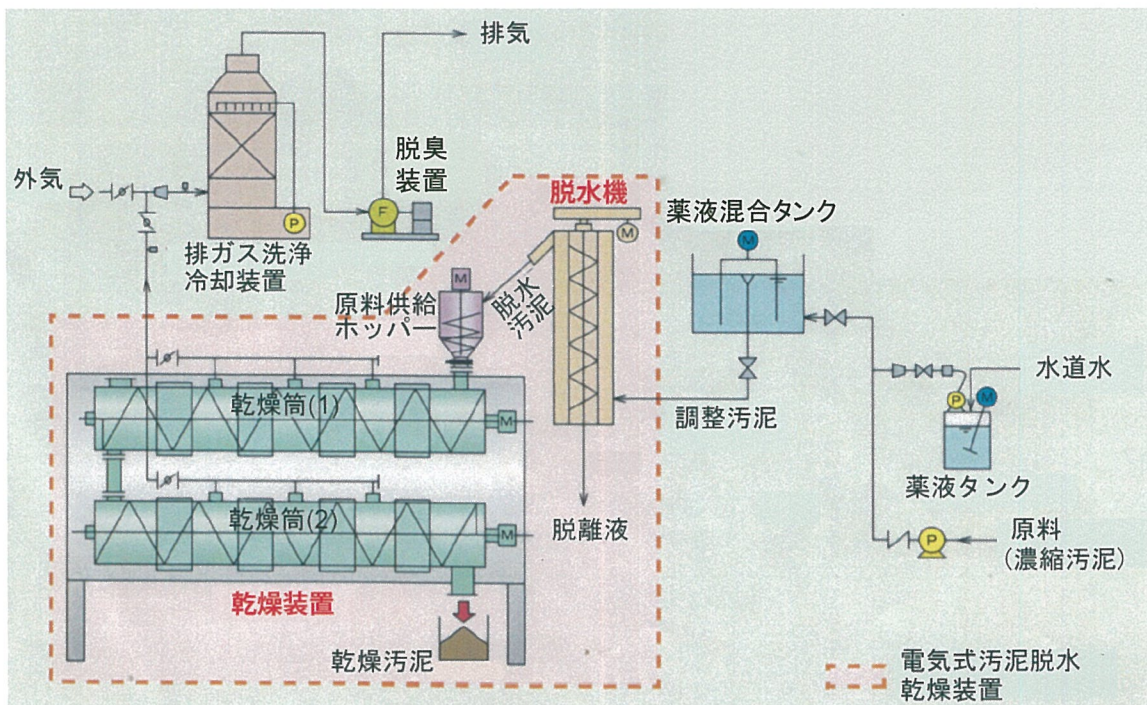 排気
外気
脱臭
装置
F
P
排ガス洗浄
冷却装置
脱水機
M
薬液混合タンク
M
M
原料供給
ホッパー
脱水
汚泥
乾燥筒(1)
M
調整汚泥
水道水
P
M
薬液タンク
乾燥筒(2)
M
脱離液
P
原料
(濃縮汚泥)
乾燥装置
乾燥汚泥
電気式汚泥脱水
乾燥装置